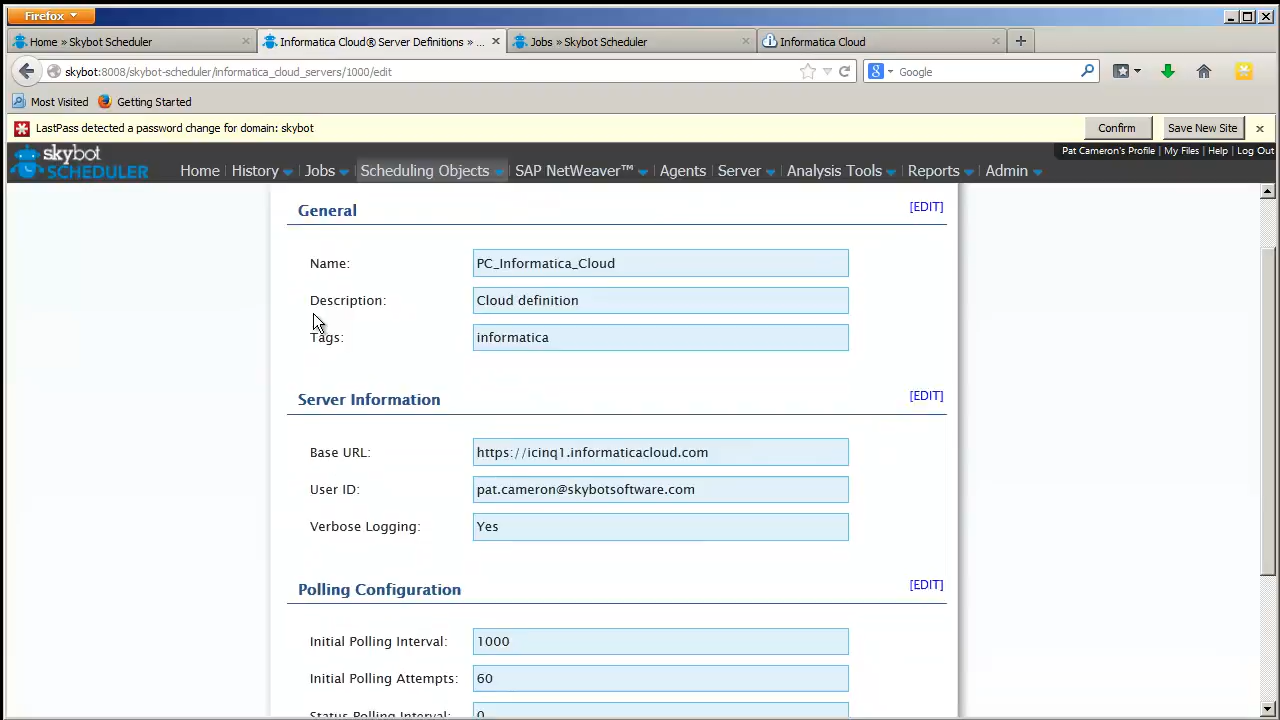 Firefox
Home » Skybot Scheduler
Informatica Cloud® Server Definitions » ...
Jobs » Skybot Scheduler
Informatica Cloud
skybot:8008/skybot-scheduler/informatica_cloud_servers/1000/edit
Google
Most Visited
Getting Started
LastPass detected a password change for domain: skybot
Confirm
Save New Site
Pat Cameron's Profile | My Files | Help | Log Out
skybot
SCHEDULER
Home
History
Jobs
Scheduling Objects
SAP NetWeaver™
Agents
Server
Analysis Tools
Reports
Admin
General
[EDIT]
Name: PC_Informatica_Cloud
Description: Cloud definition
Tags: informatica
Server Information
[EDIT]
Base URL: https://icinq1.informaticacloud.com
User ID: pat.cameron@skybotsoftware.com
Verbose Logging: Yes
Polling Configuration
[EDIT]
Initial Polling Interval: 1000
Initial Polling Attempts: 60
Status Polling Interval: 0